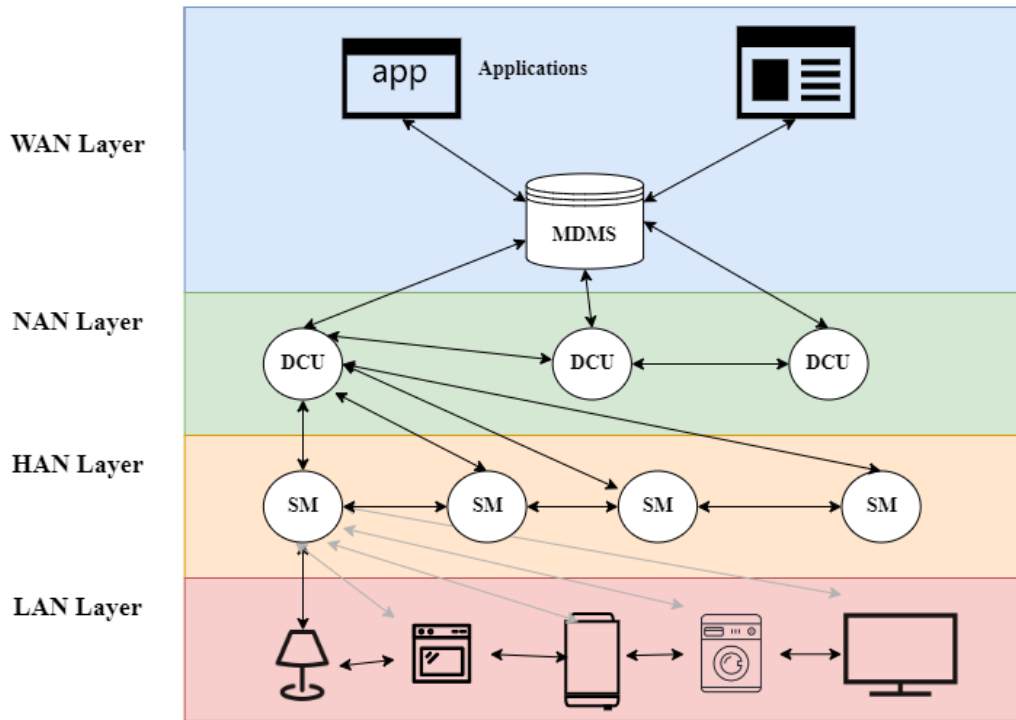 app
Applications
WAN Layer
MDMS
NAN Layer
DCU
DCU
DCU
HAN Layer
SM
SM
SM
SM
LAN Layer